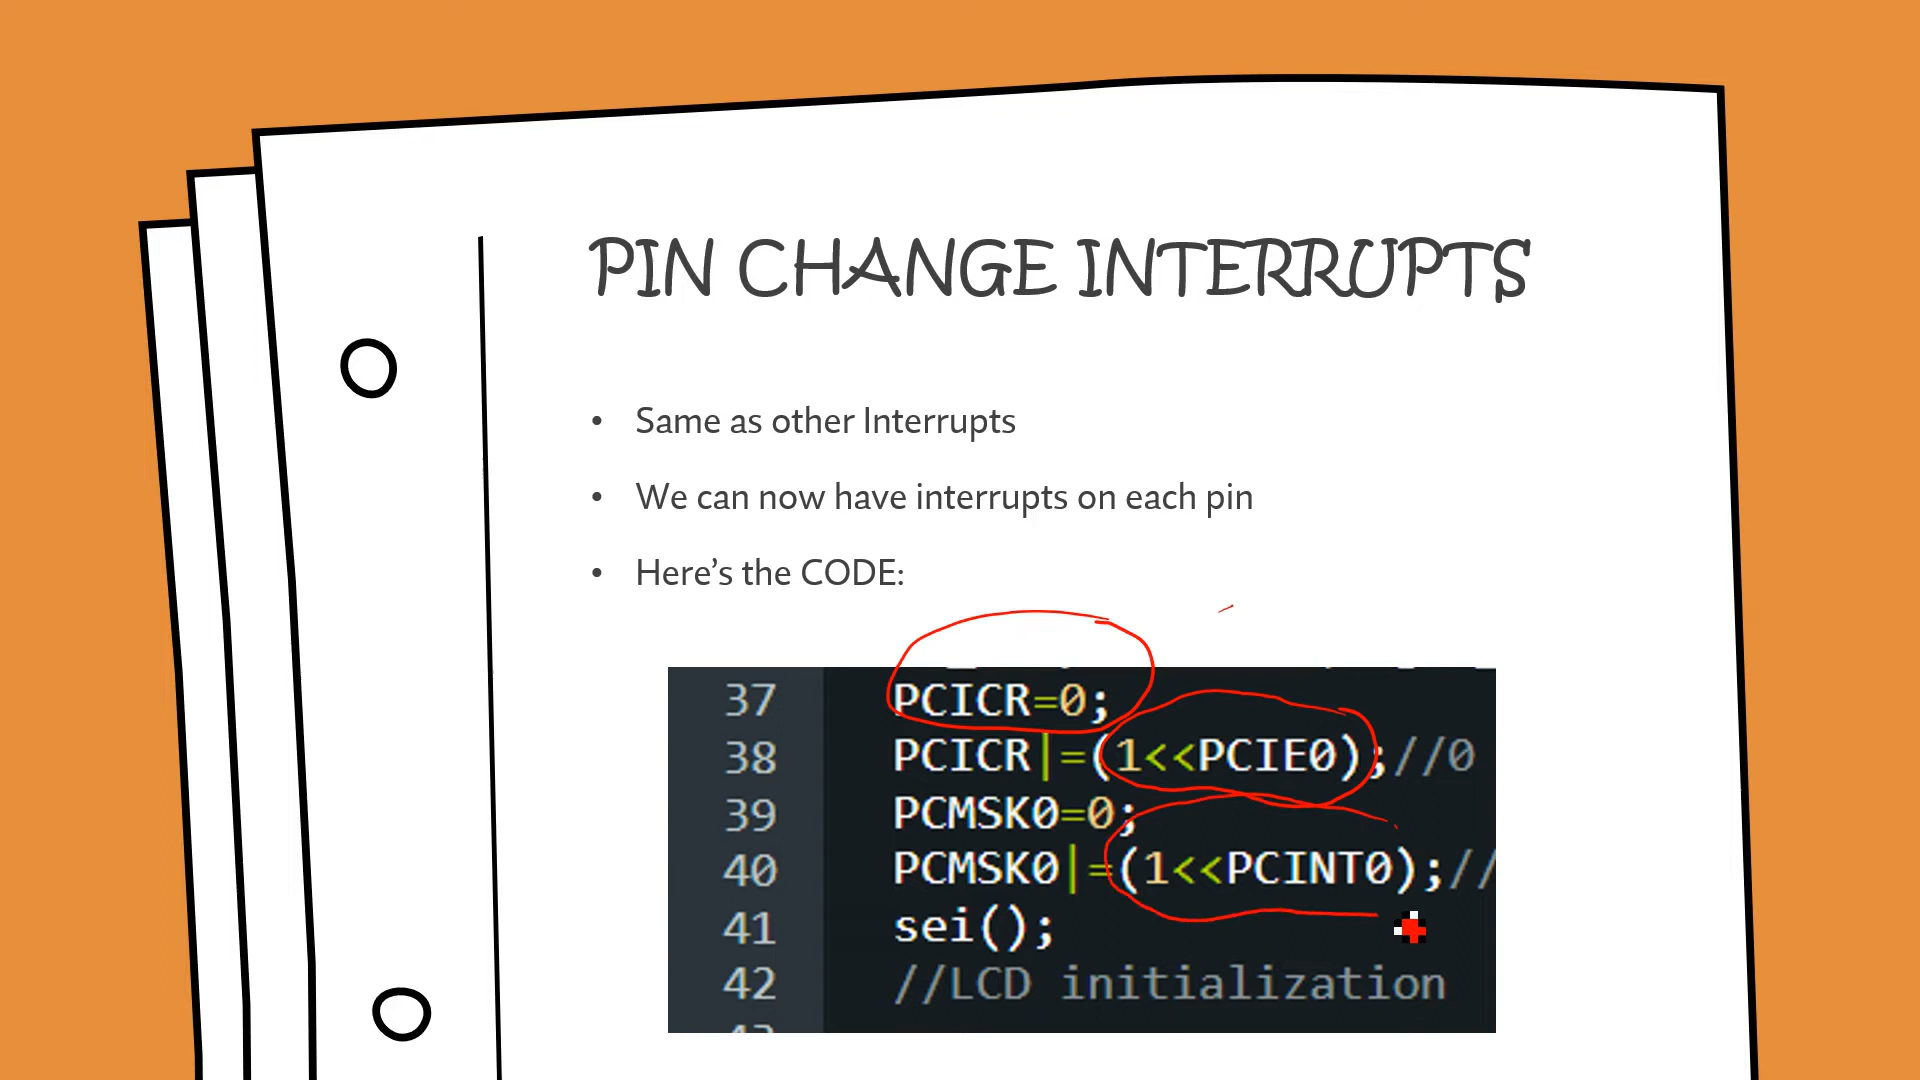 PIN CHANGE INTERRUPTS
• Same as other Interrupts
• We can now have interrupts on each pin
• Here's the CODE:
37 PCICR=0;
38 PCICR|=(1<<PCIE0);//0
39 PCMSK0=0;
40 PCMSK0|=(1<<PCINT0);//
41 sei();
42 //LCD initialization